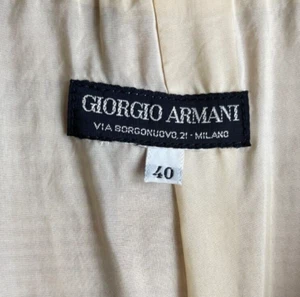 GIORGIO ARMANI
VIA BORGONUOVO, 21 - MILANO
40